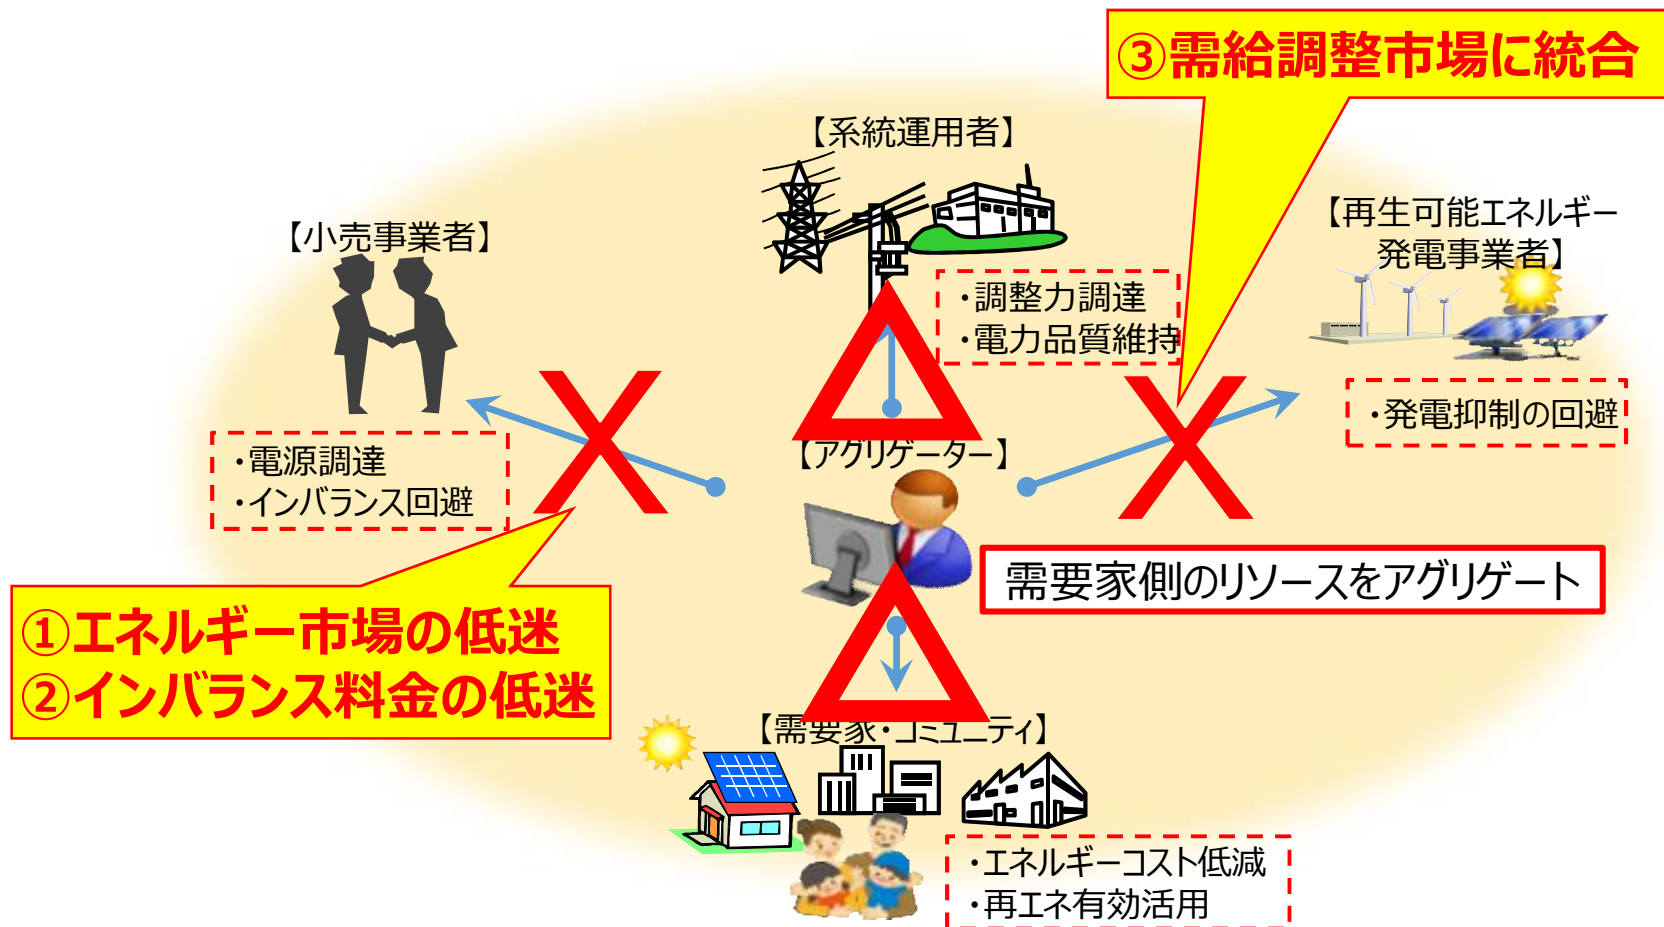 ③需給調整市場に統合
【系統運用者】
・調整力調達
・電力品質維持
【小売事業者】
・電源調達
・インバランス回避
【再生可能エネルギー
発電事業者】
・発電抑制の回避
【アグリゲーター】
需要家側のリソースをアグリゲート
①エネルギー市場の低迷
②インバランス料金の低迷
【需要家・コミュニティ】
・エネルギーコスト低減
・再エネ有効活用